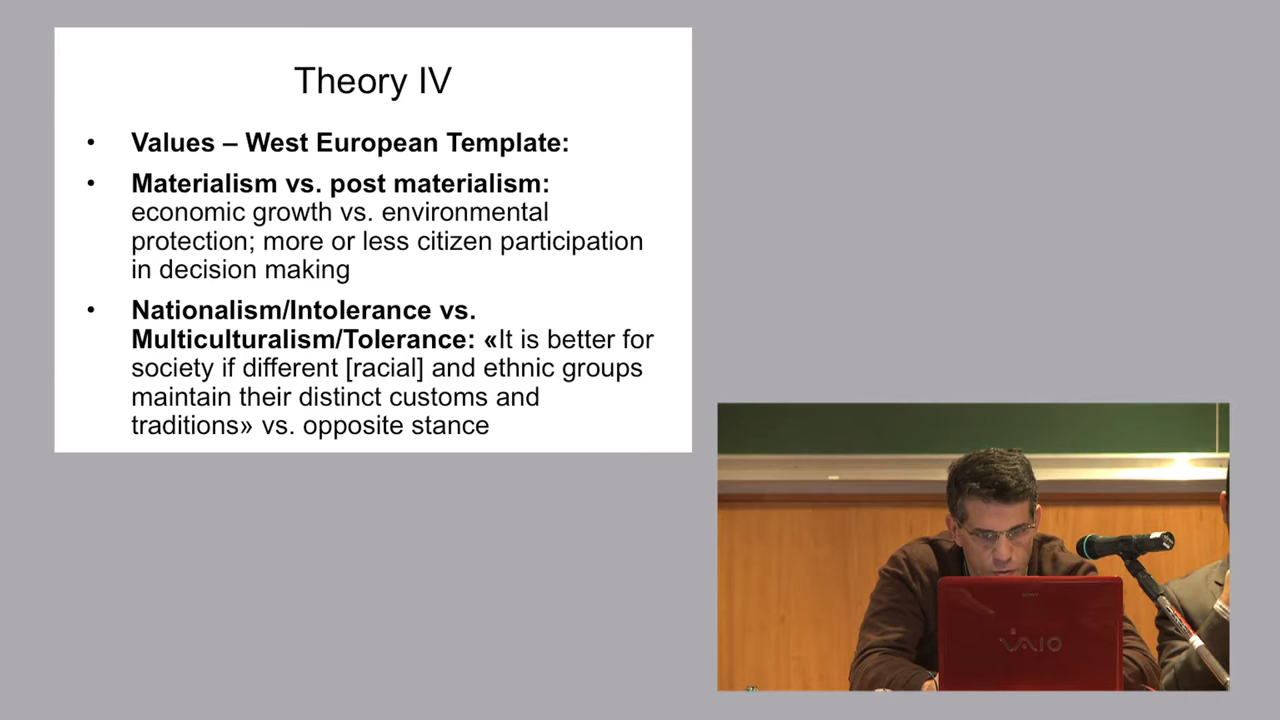 Theory IV
• Values – West European Template:
• Materialism vs. post materialism:
economic growth vs. environmental
protection; more or less citizen participation
in decision making
• Nationalism/Intolerance vs.
Multiculturalism/Tolerance: «It is better for
society if different [racial] and ethnic groups
maintain their distinct customs and
traditions» vs. opposite stance
SONY
VAIO